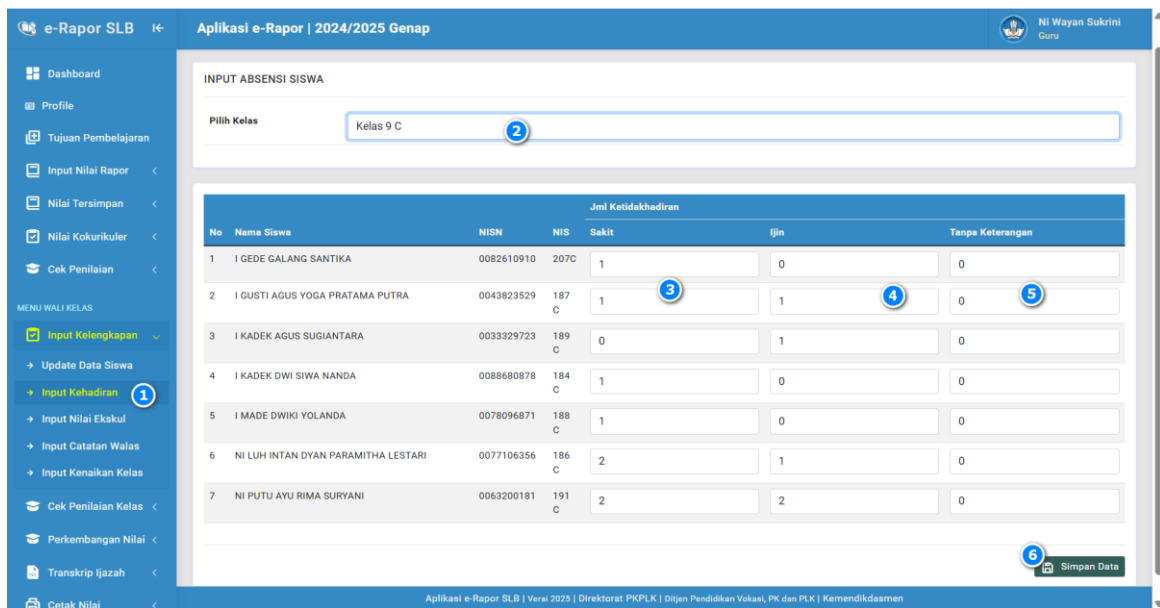 e-Rapor SLB
Aplikasi e-Rapor | 2024/2025 Genap
Ni Wayan Sukrini
Guru
Dashboard
Profile
Tujuan Pembelajaran
Input Nilai Rapor
Nilai Tersimpan
Nilai Kokurikuler
Cek Penilaian
MENU WALI KELAS
Input Kelengkapan
Update Data Siswa
Input Kehadiran 1
Input Nilai Ekskul
Input Catatan Walas
Input Kenaikan Kelas
Cek Penilaian Kelas
Perkembangan Nilai
Transkrip Ijazah
Cetak Nilai
INPUT ABSENSI SISWA
Pilih Kelas Kelas 9 C 2
Jml Ketidakhadiran
No Nama Siswa NISN NIS Sakit Ijin Tanpa Keterangan
1 I GEDE GALANG SANTIKA 0082610910 207C 1 0 0
3 4 5
2 I GUSTI AGUS YOGA PRATAMA PUTRA 0043823529 187 1 1 0
C
3 I KADEK AGUS SUGIANTARA 0033329723 189 0 1 0
C
4 I KADEK DWI SIWA NANDA 0088680878 184 1 0 0
C
5 I MADE DWIKI YOLANDA 0078096871 188 1 0 0
C
6 NI LUH INTAN DYAN PARAMITHA LESTARI 0077106356 186 2 1 0
C
7 NI PUTU AYU RIMA SURYANI 0063200181 191 2 2 0
C
6 Simpan Data
Aplikasi e-Rapor SLB | Versi 2025 | Direktorat PKPLK | Ditjen Pendidikan Vokasi, PK dan PLK | Kemendikdasmen